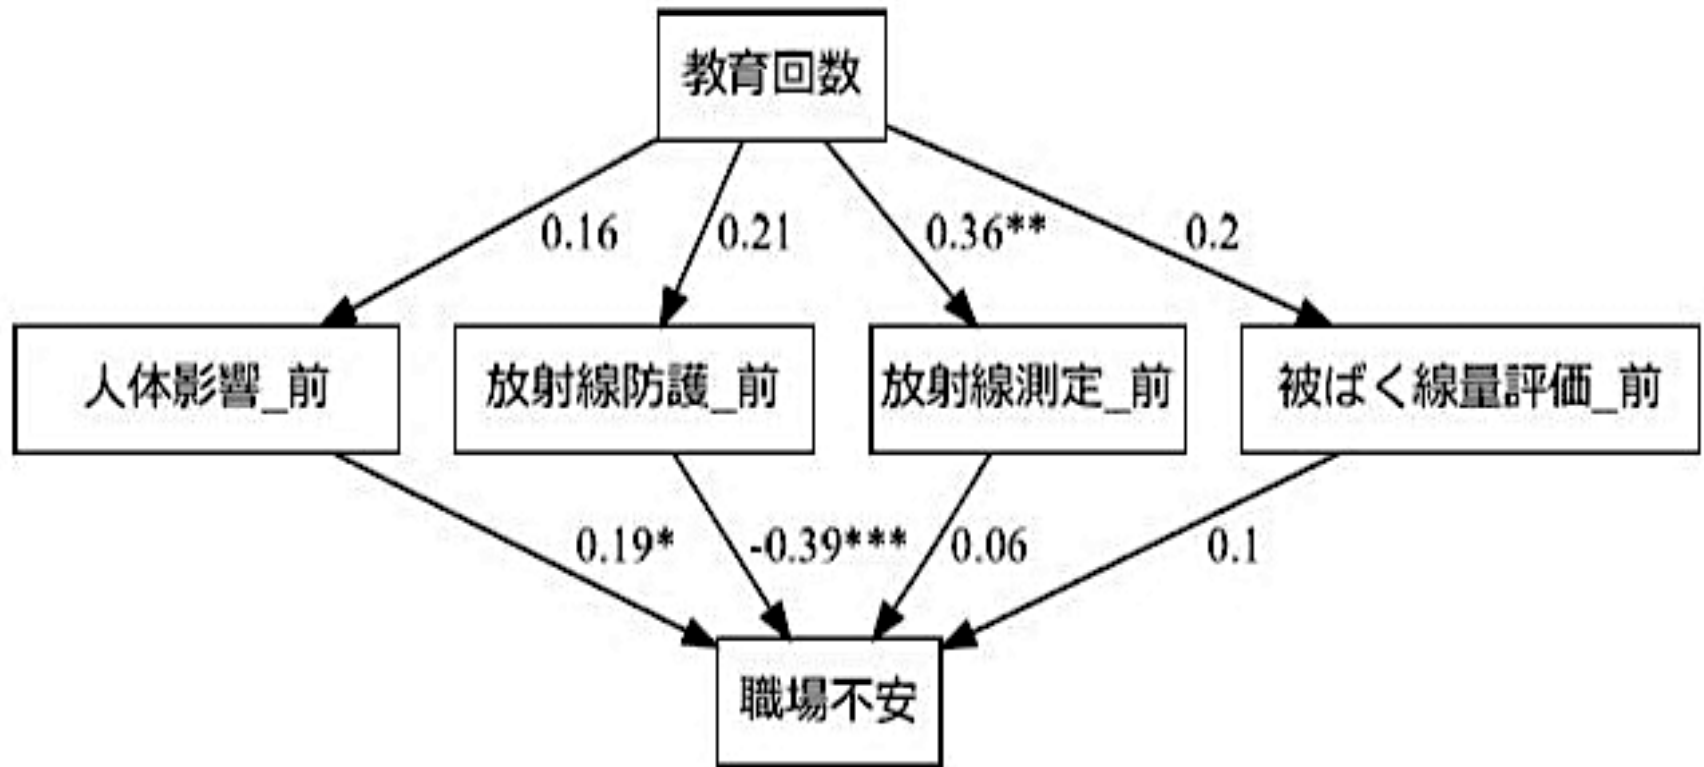 教育回数
0.16
0.21
0.36**
0.2
人体影響_前
放射線防護_前
放射線測定_前
被ばく線量評価_前
0.19*
-0.39***
0.06
0.1
職場不安